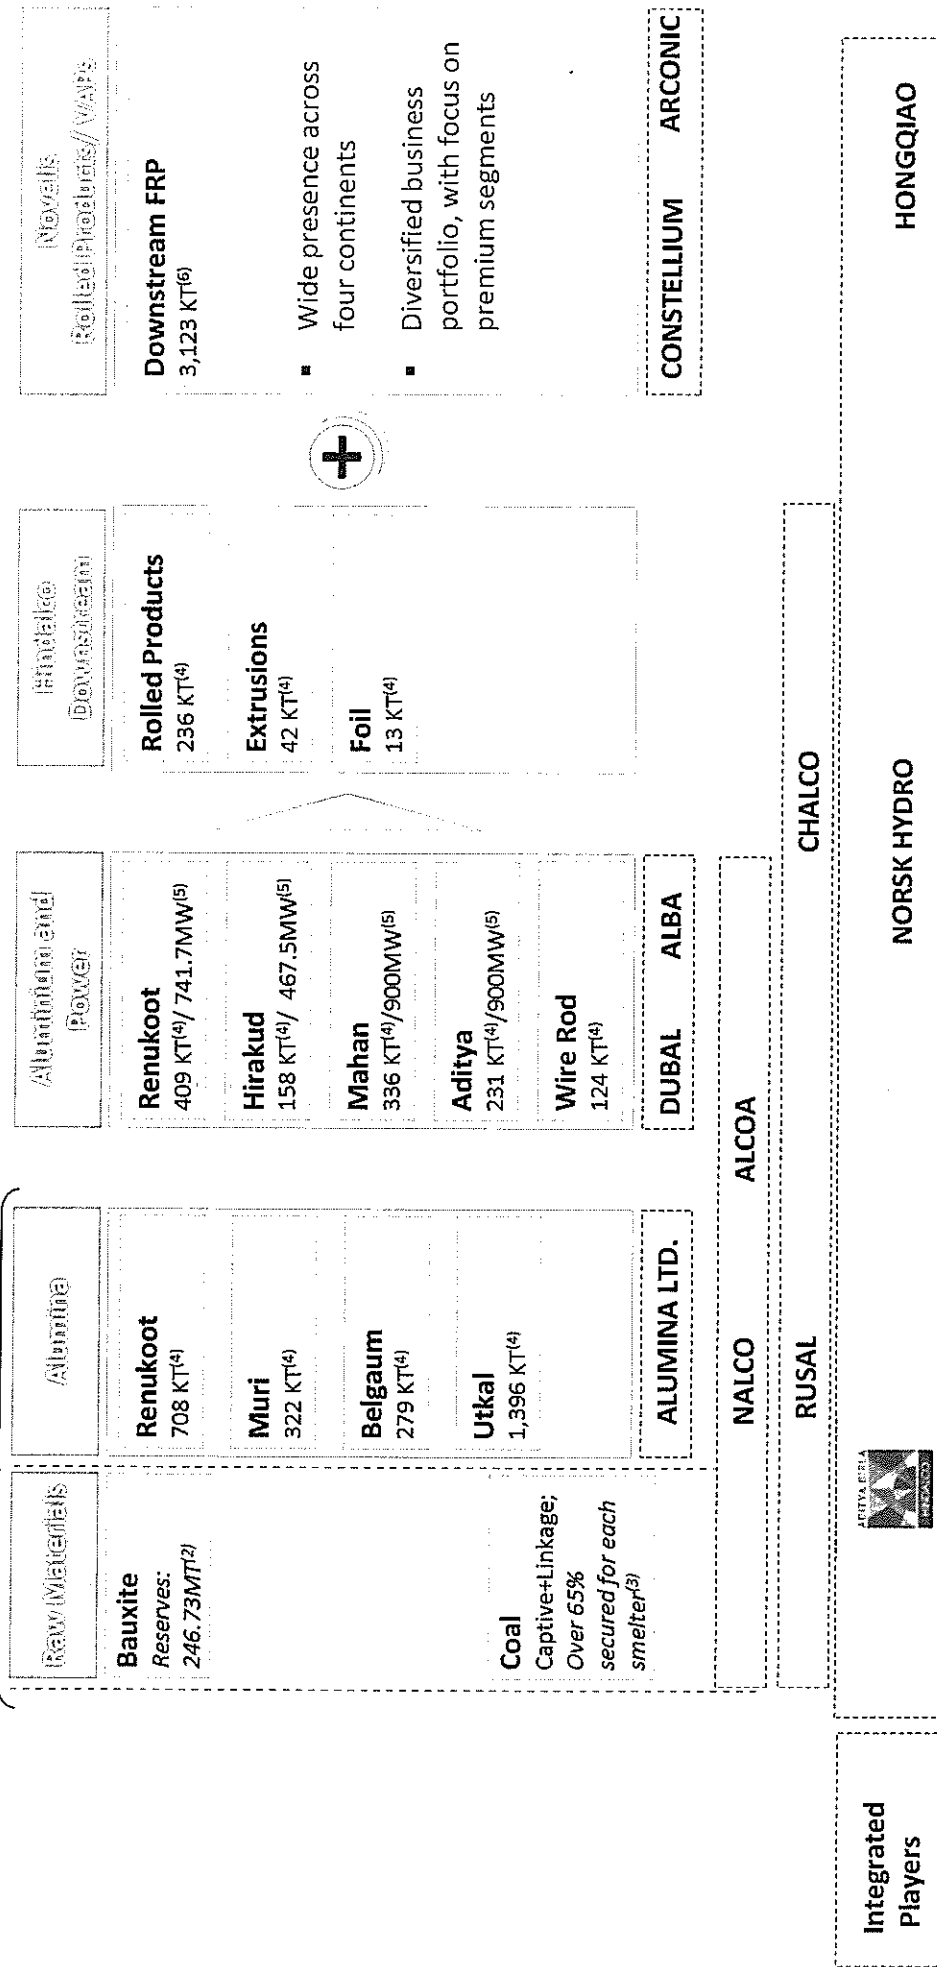 Raw Materials
Bauxite
Reserves:
246.73MT(2)
Coal
Captive+Linkage;
Over 65%
secured for each
smelter(3)
Alumina
Renukoot
708 KT(4)
Muri
322 KT(4)
Belgaum
279 KT(4)
Utkal
1,396 KT(4)
ALUMINA LTD.
Aluminum and
Power
Renukoot
409 KT(4)/ 741.7MW(5)
Hirakud
158 KT(4)/ 467.5MW(5)
Mahan
336 KT(4)/900MW(5)
Aditya
231 KT(4)/900MW(5)
Wire Rod
124 KT(4)
DUBAL ALBA
Hindalco
Downstream
Rolled Products
236 KT(4)
Extrusions
42 KT(4)
Foil
13 KT(4)
+
Novelis
Rolled Products/ VAPs
Downstream FRP
3,123 KT(6)
▪ Wide presence across
four continents
▪ Diversified business
portfolio, with focus on
premium segments
CONSTELLIUM ARCONIC
NALCO ALCOA
RUSAL CHALCO
Integrated
Players
ADITYA BIRLA
HINDALCO
NORSK HYDRO HONGQIAO